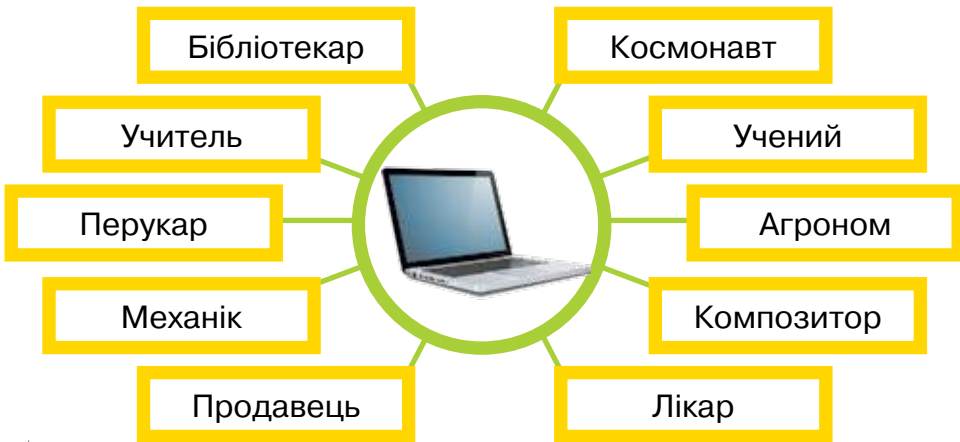 Бібліотекар
Космонавт
Учитель
Учений
Перукар
Агроном
Механік
Композитор
Продавець
Лікар